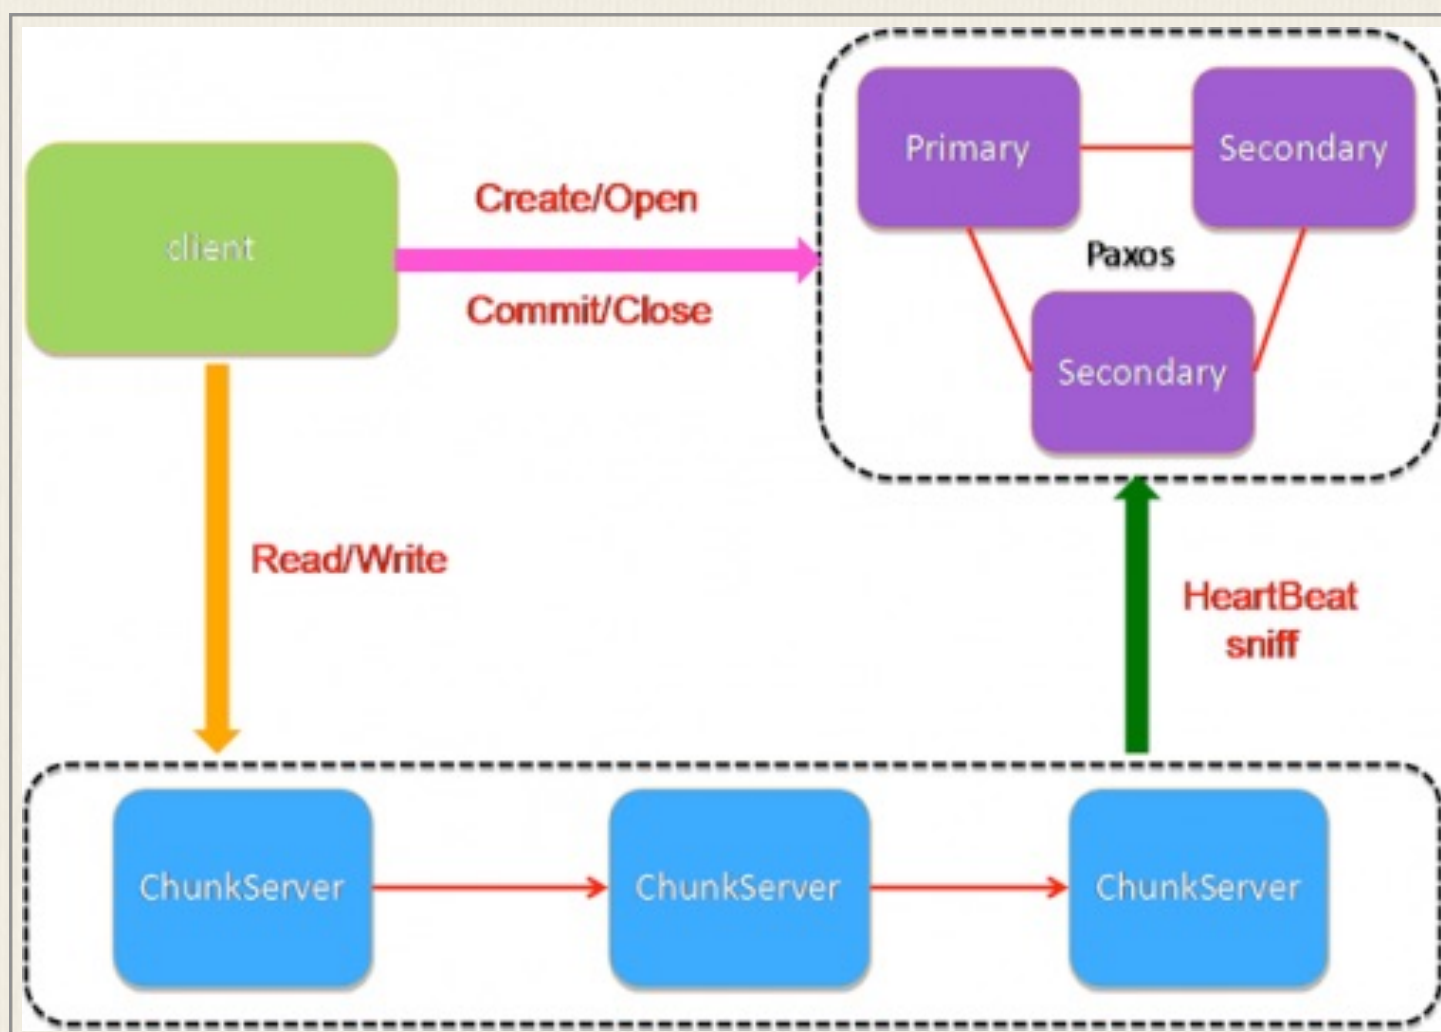 Primary
Secondary
client
Create/Open
Commit/Close
Paxos
Secondary
Read/Write
HeartBeat
sniff
ChunkServer
ChunkServer
ChunkServer